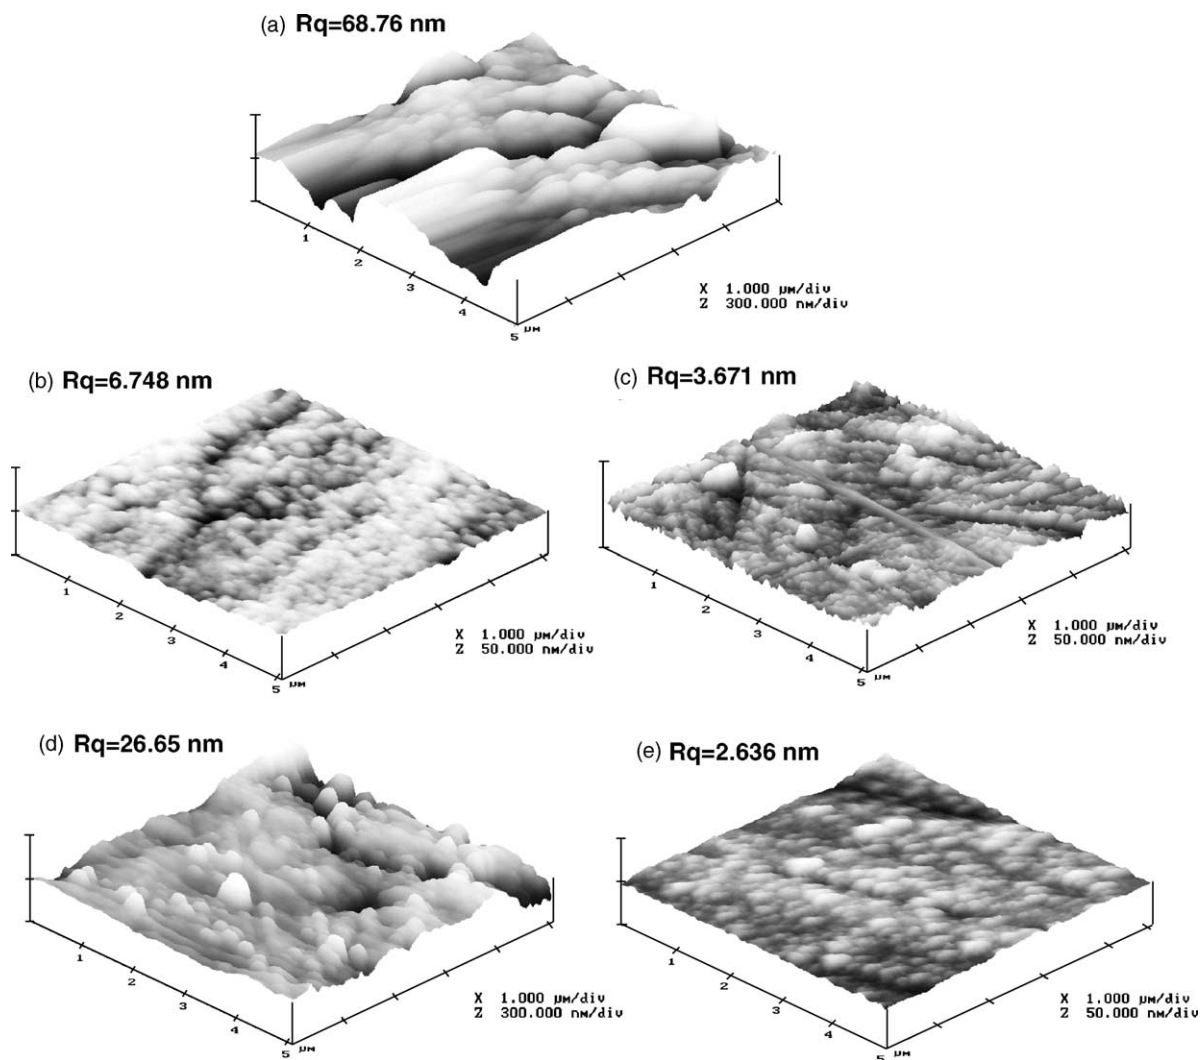 (a) Rq=68.76 nm
1
2
3
4
5 μm
X 1.000 μm/div
Z 300.000 nm/div
(b) Rq=6.748 nm
1
2
3
4
5 μm
X 1.000 μm/div
Z 50.000 nm/div
(c) Rq=3.671 nm
1
2
3
4
5 μm
X 1.000 μm/div
Z 50.000 nm/div
(d) Rq=26.65 nm
1
2
3
4
5 μm
X 1.000 μm/div
Z 300.000 nm/div
(e) Rq=2.636 nm
1
2
3
4
5 μm
X 1.000 μm/div
Z 50.000 nm/div